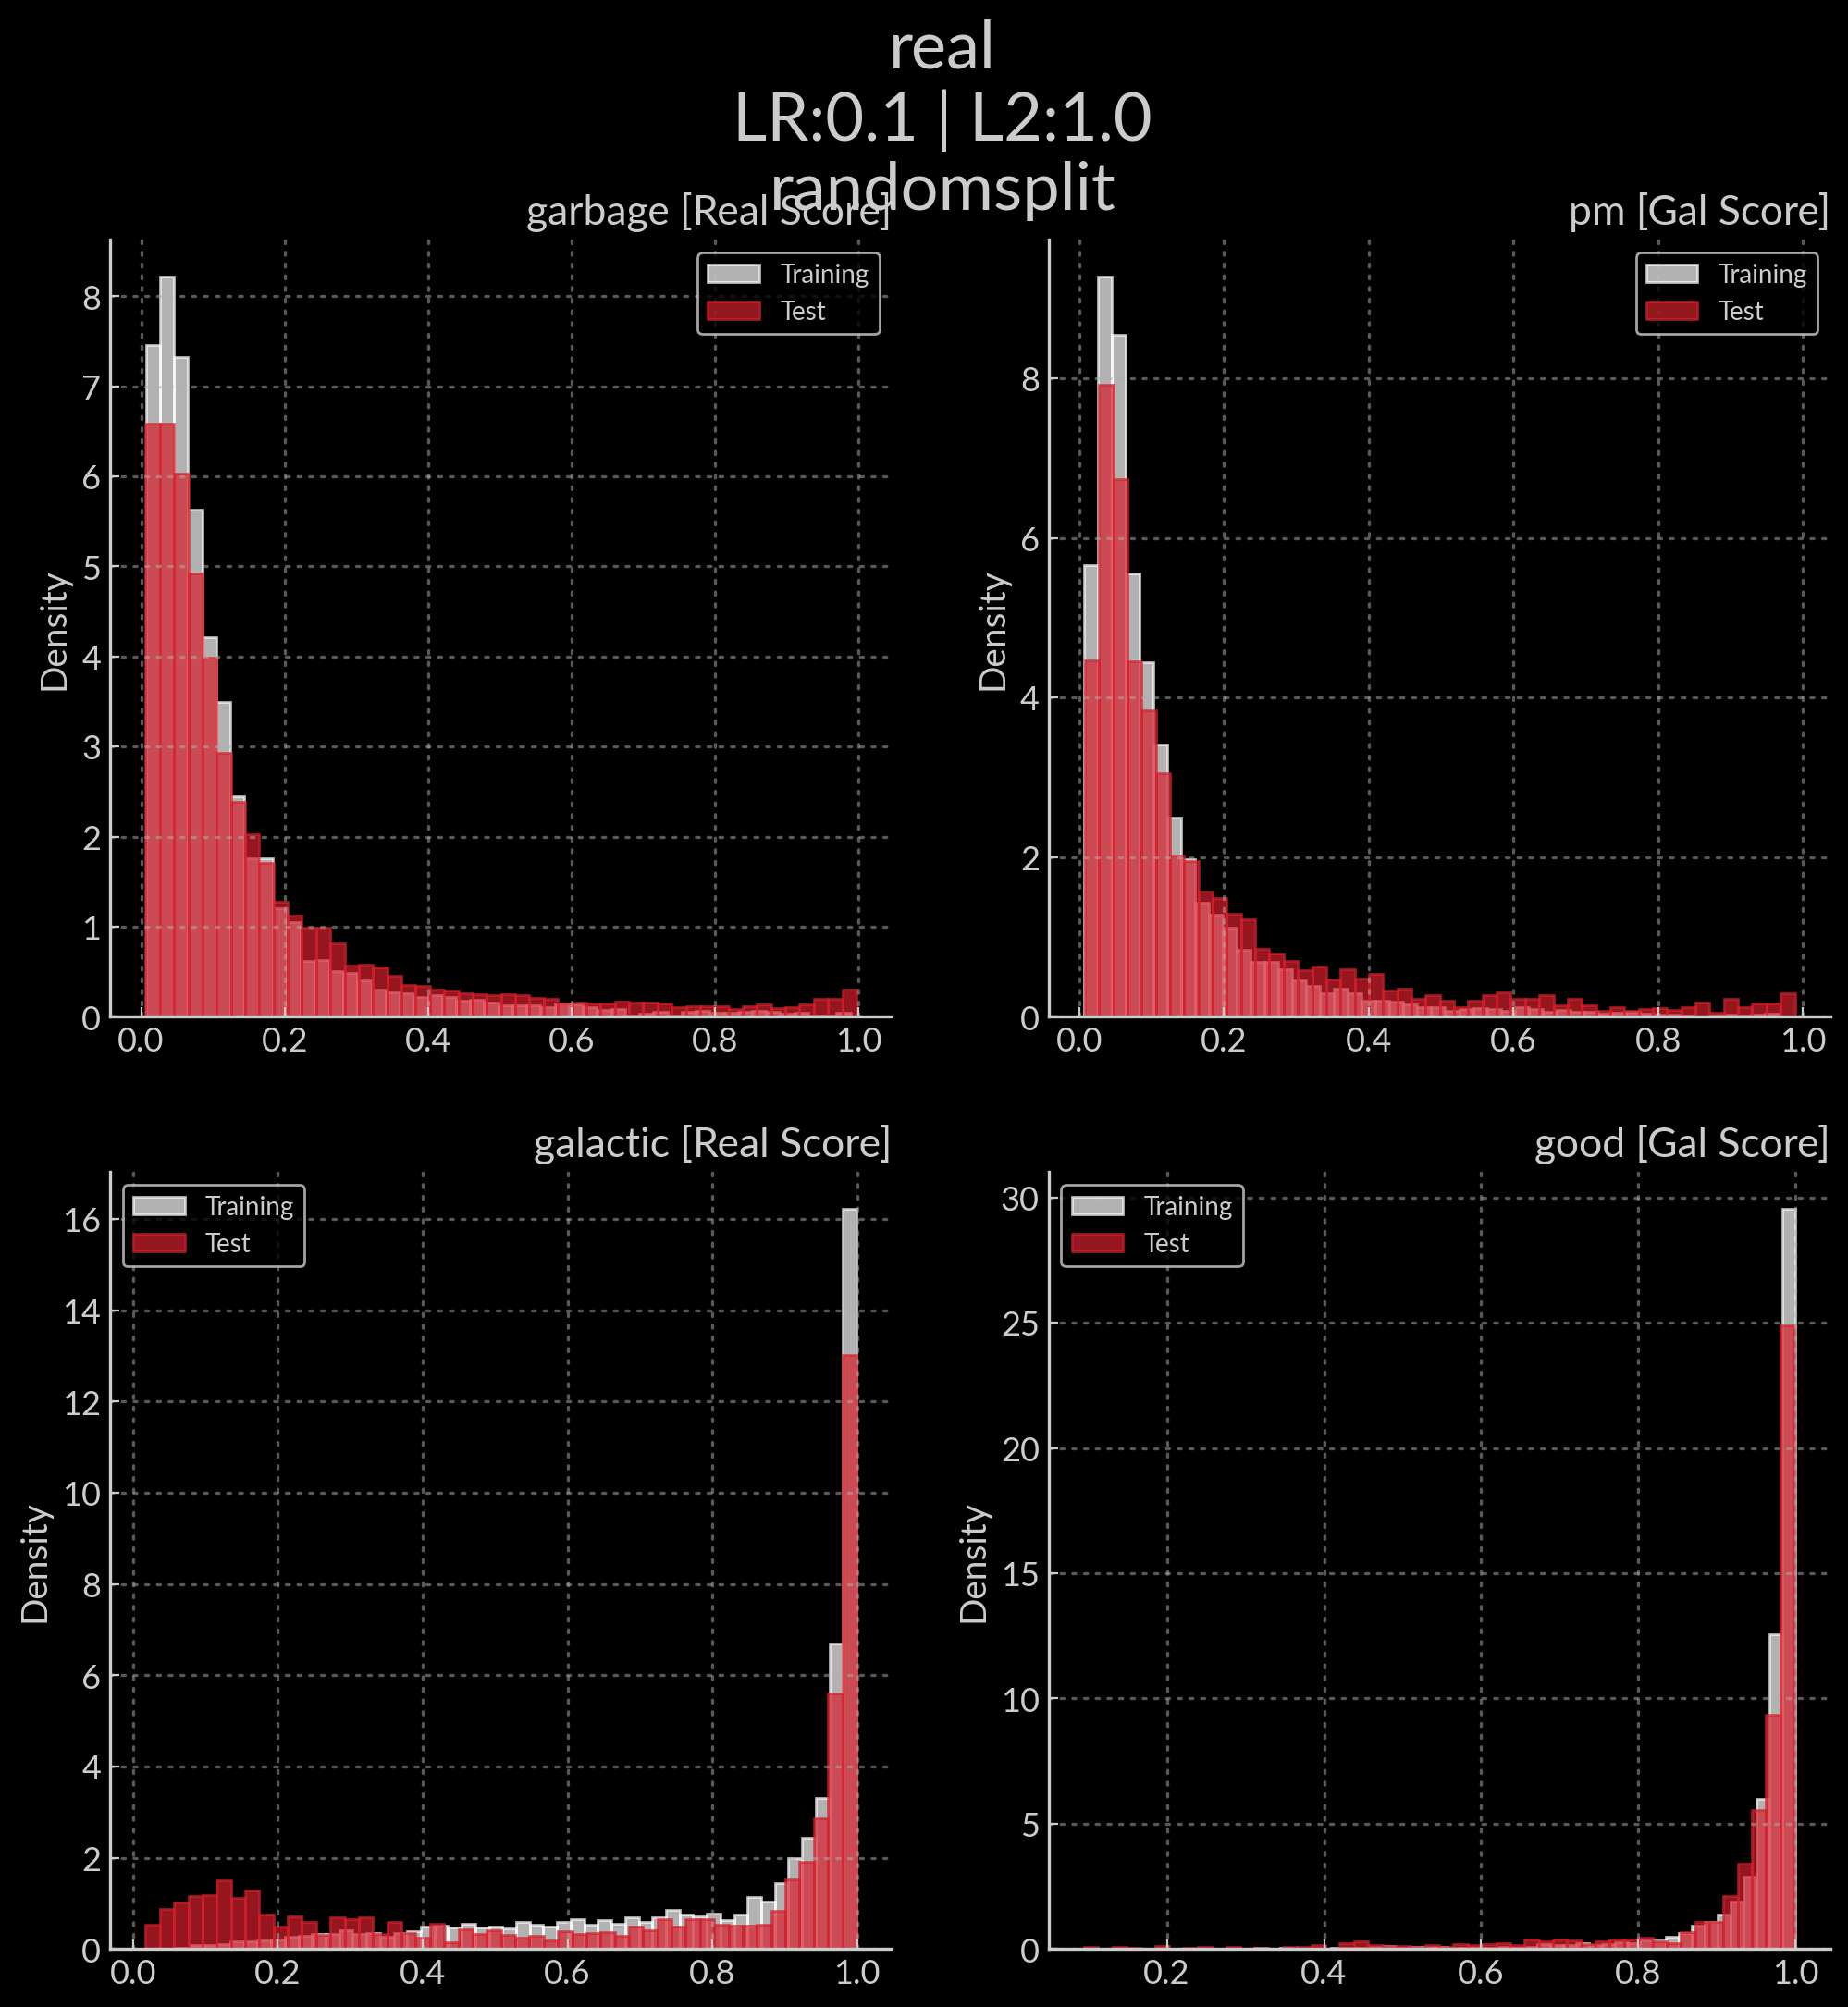 real
LR:0.1 | L2:1.0
randomsplit
garbage [Real Score]
Training
Test
Density
8
7
6
5
4
3
2
1
0
0.0 0.2 0.4 0.6 0.8 1.0
pm [Gal Score]
Training
Test
Density
8
6
4
2
0
0.0 0.2 0.4 0.6 0.8 1.0
galactic [Real Score]
Training
Test
Density
16
14
12
10
8
6
4
2
0
0.0 0.2 0.4 0.6 0.8 1.0
good [Gal Score]
Training
Test
Density
30
25
20
15
10
5
0
0.2 0.4 0.6 0.8 1.0